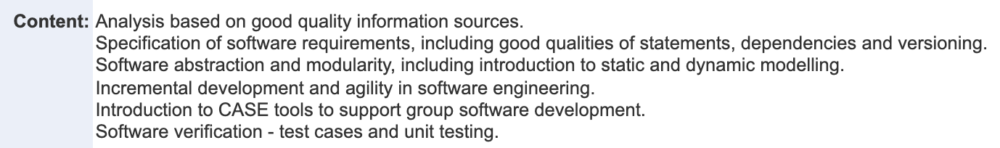 Content: Analysis based on good quality information sources.
Specification of software requirements, including good qualities of statements, dependencies and versioning.
Software abstraction and modularity, including introduction to static and dynamic modelling.
Incremental development and agility in software engineering.
Introduction to CASE tools to support group software development.
Software verification - test cases and unit testing.